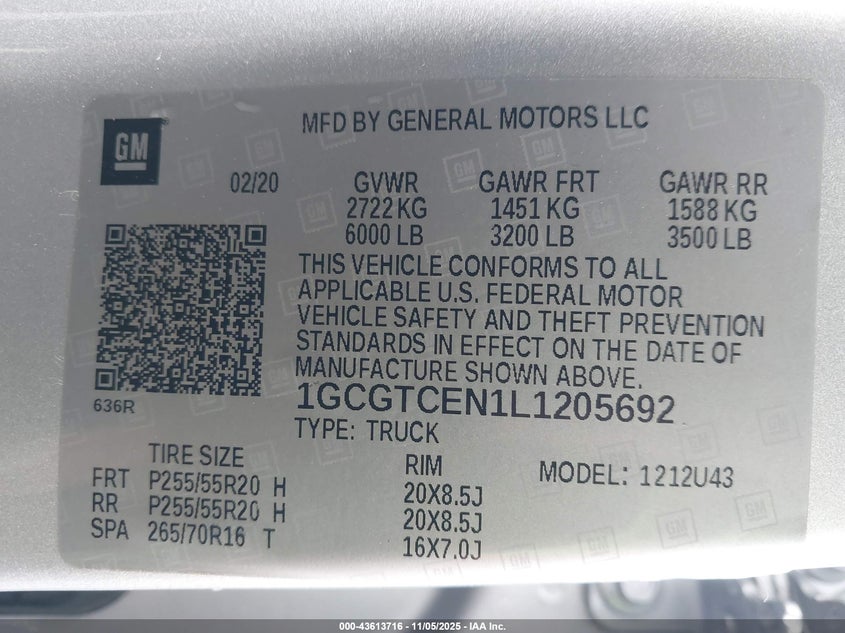 GM
MFD BY GENERAL MOTORS LLC
02/20
GVWR GAWR FRT GAWR RR
2722 KG 1451 KG 1588 KG
6000 LB 3200 LB 3500 LB
THIS VEHICLE CONFORMS TO ALL
APPLICABLE U.S. FEDERAL MOTOR
VEHICLE SAFETY AND THEFT PREVENTION
STANDARDS IN EFFECT ON THE DATE OF
MANUFACTURE SHOWN ABOVE.
636R
1GCGTCEN1L1205692
TYPE: TRUCK
TIRE SIZE RIM MODEL: 1212U43
FRT P255/55R20 H 20X8.5J
RR P255/55R20 H 20X8.5J
SPA 265/70R16 T 16X7.0J
000-43613716 - 11/05/2025 - IAA Inc.